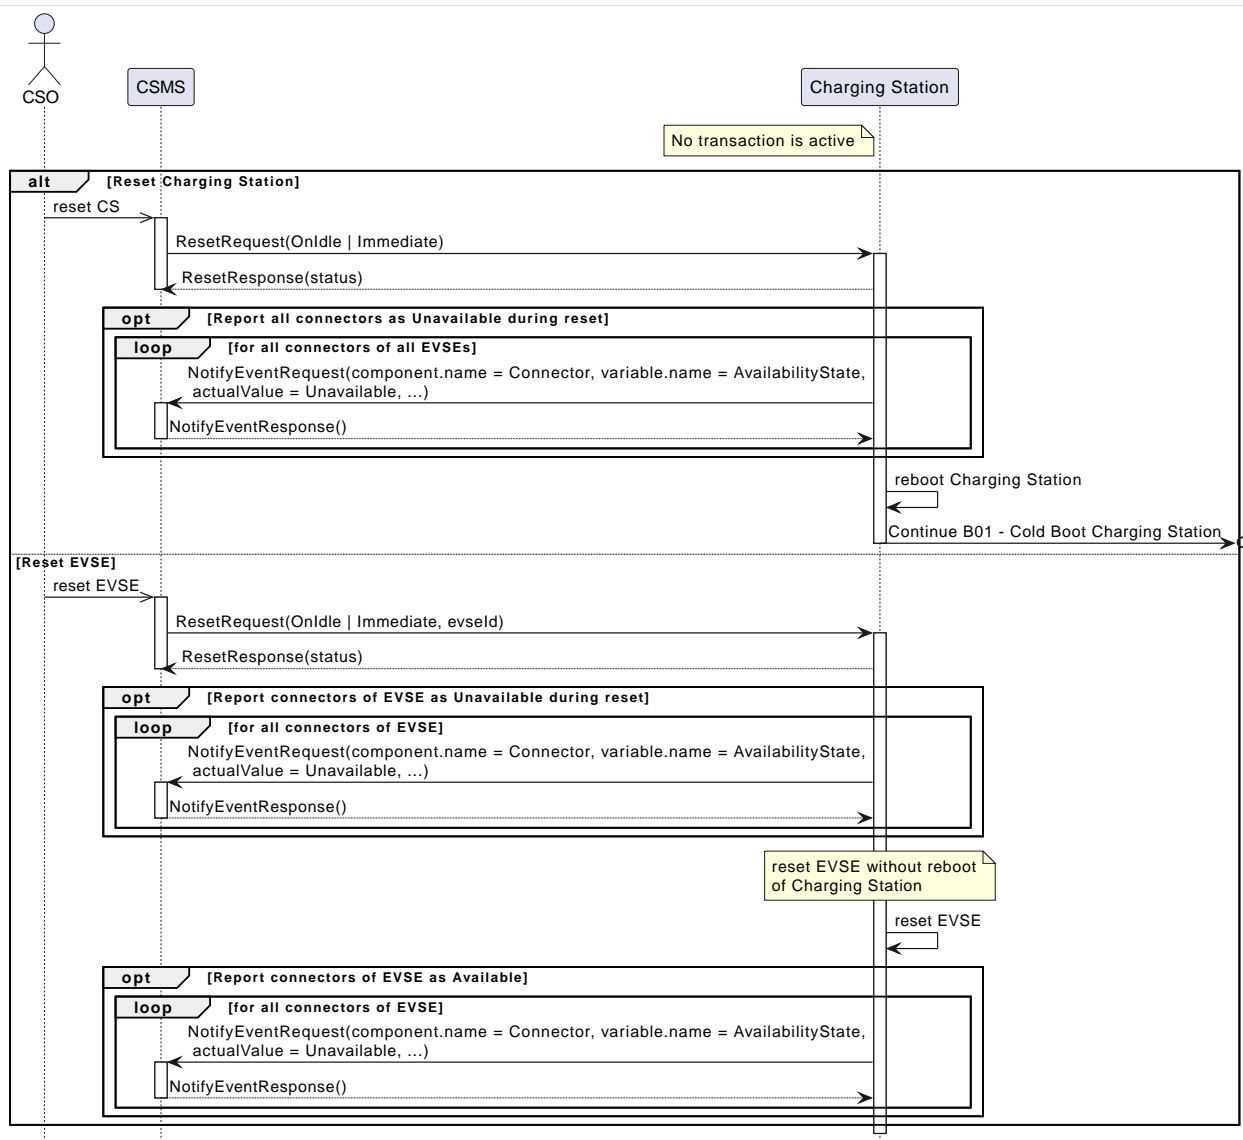 CSO
CSMS
Charging Station
No transaction is active
alt
[Reset Charging Station]
reset CS
ResetRequest(OnIdle | Immediate)
ResetResponse(status)
opt
[Report all connectors as Unavailable during reset]
loop
[for all connectors of all EVSEs]
NotifyEventRequest(component.name = Connector, variable.name = AvailabilityState,
actualValue = Unavailable, ...)
NotifyEventResponse()
reboot Charging Station
Continue B01 - Cold Boot Charging Station
[Reset EVSE]
reset EVSE
ResetRequest(OnIdle | Immediate, evseId)
ResetResponse(status)
opt
[Report connectors of EVSE as Unavailable during reset]
loop
[for all connectors of EVSE]
NotifyEventRequest(component.name = Connector, variable.name = AvailabilityState,
actualValue = Unavailable, ...)
NotifyEventResponse()
reset EVSE without reboot
of Charging Station
reset EVSE
opt
[Report connectors of EVSE as Available]
loop
[for all connectors of EVSE]
NotifyEventRequest(component.name = Connector, variable.name = AvailabilityState,
actualValue = Unavailable, ...)
NotifyEventResponse()